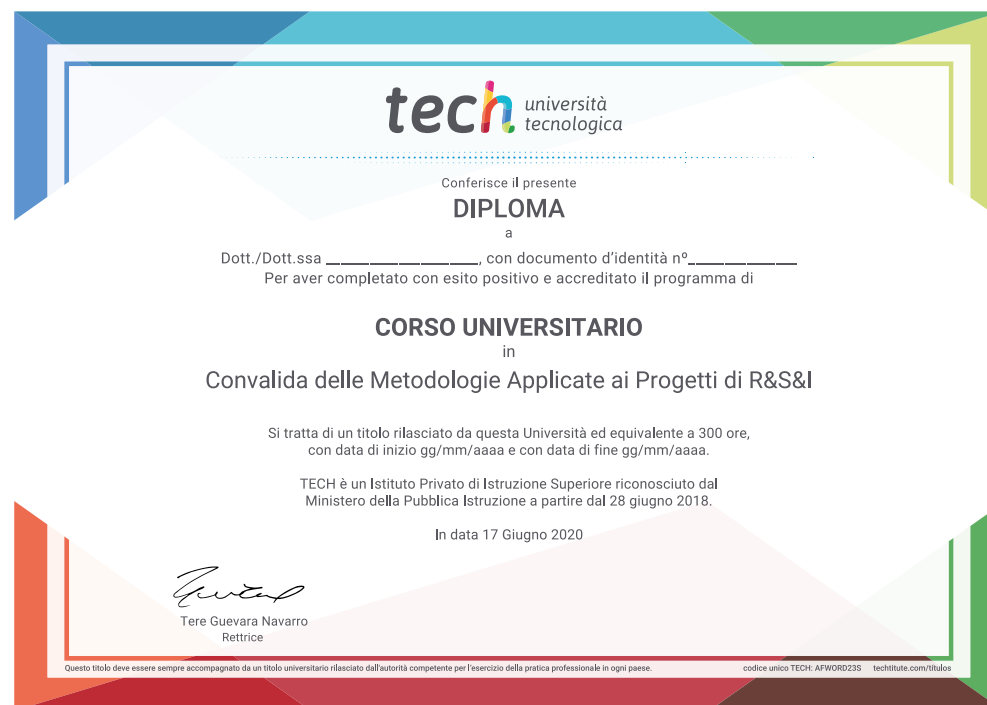 tech università
tecnologica
Conferisce il presente
DIPLOMA
a
Dott./Dott.ssa ____________________, con documento d'identità nº______________
Per aver completato con esito positivo e accreditato il programma di
CORSO UNIVERSITARIO
in
Convalida delle Metodologie Applicate ai Progetti di R&S&I
Si tratta di un titolo rilasciato da questa Università ed equivalente a 300 ore,
con data di inizio gg/mm/aaaa e con data di fine gg/mm/aaaa.
TECH è un Istituto Privato di Istruzione Superiore riconosciuto dal
Ministero della Pubblica Istruzione a partire dal 28 giugno 2018.
In data 17 Giugno 2020
Tere Guevara Navarro
Rettrice
Questo titolo deve essere sempre accompagnato da un titolo universitario rilasciato dall'autorità competente per l'esercizio della pratica professionale in ogni paese. codice unico TECH: AFWORD23S techtitute.com/títulos